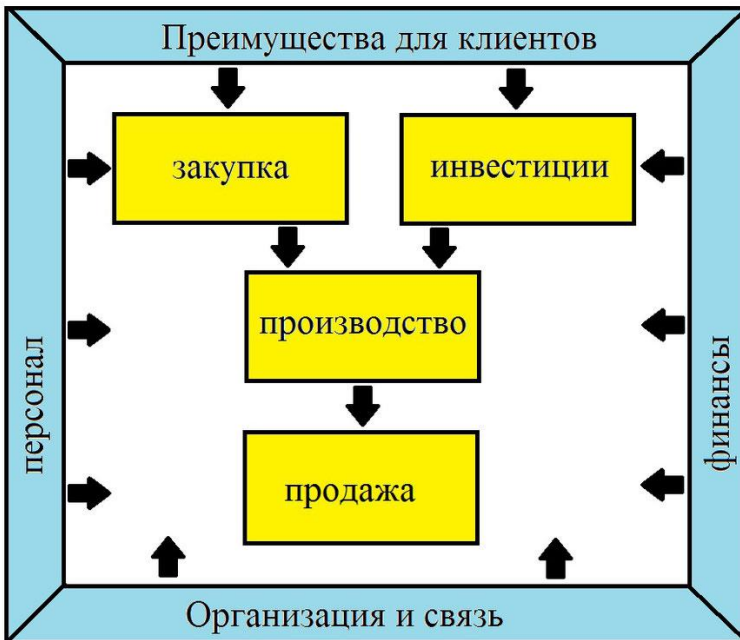 Преимущества для клиентов
закупка
инвестиции
производство
персонал
финансы
продажа
Организация и связь